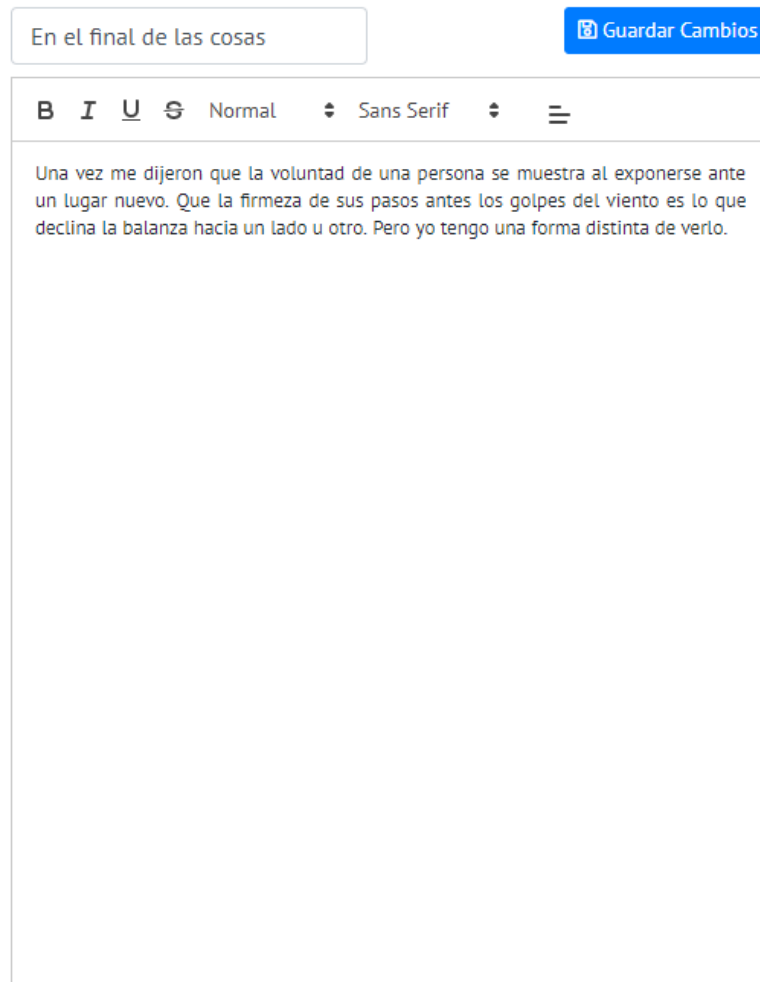 En el final de las cosas
Guardar Cambios
B I U S Normal Sans Serif
Una vez me dijeron que la voluntad de una persona se muestra al exponerse ante
un lugar nuevo. Que la firmeza de sus pasos antes los golpes del viento es lo que
declina la balanza hacia un lado u otro. Pero yo tengo una forma distinta de verlo.